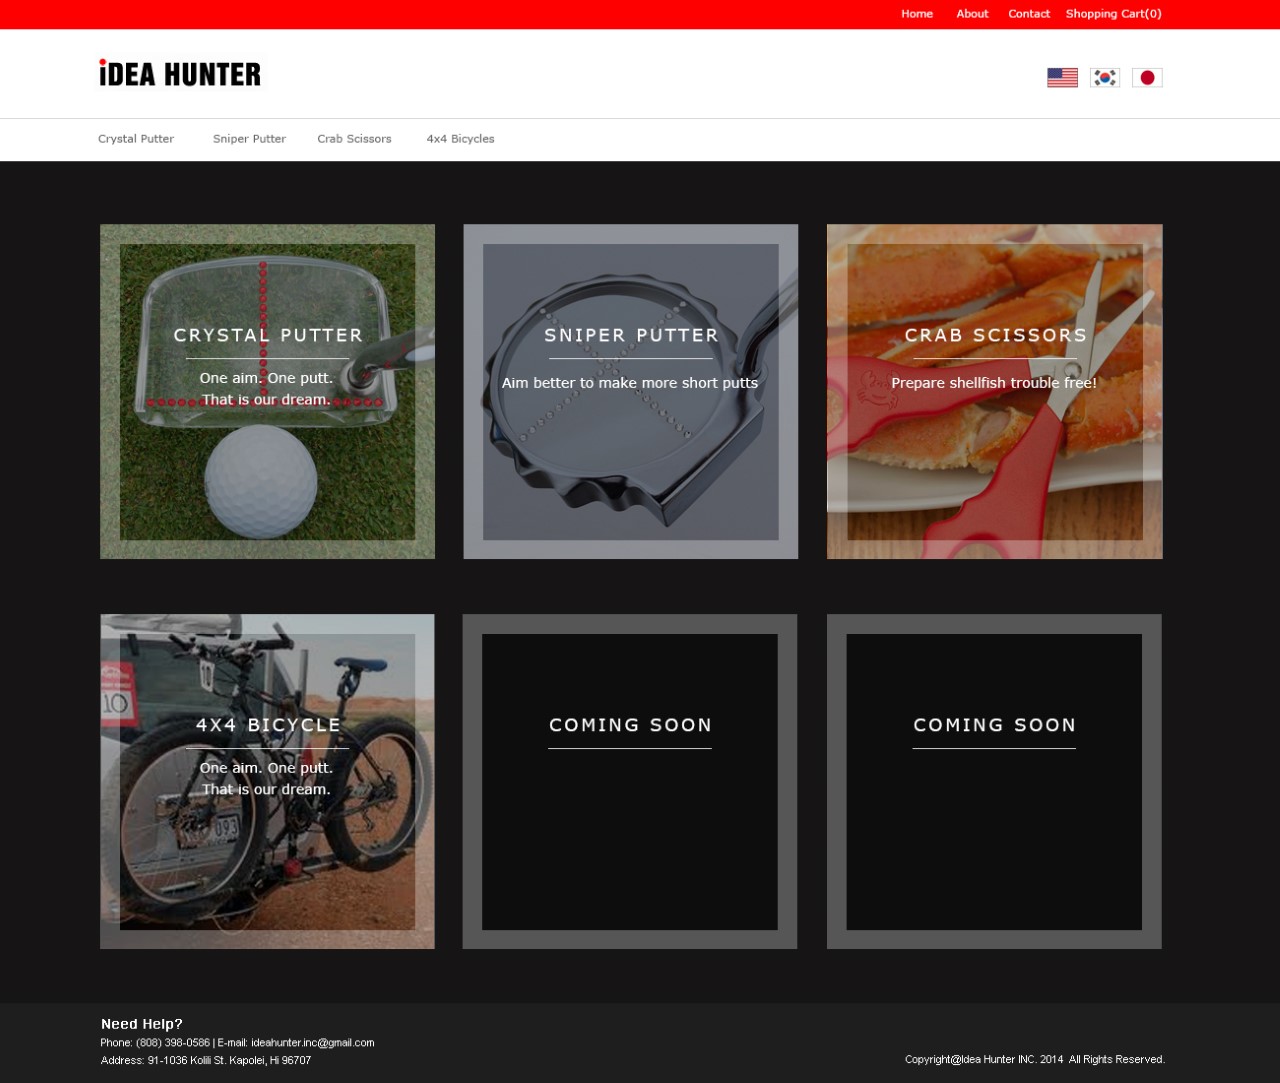 Home About Contact Shopping Cart(0)
iDEA HUNTER
Crystal Putter Sniper Putter Crab Scissors 4x4 Bicycles
CRYSTAL PUTTER
One aim. One putt.
That is our dream.
SNIPER PUTTER
Aim better to make more short putts
CRAB SCISSORS
Prepare shellfish trouble free!
4X4 BICYCLE
One aim. One putt.
That is our dream.
10
093
COMING SOON
COMING SOON
Need Help?
Phone: (808) 398-0586 | E-mail: ideahunter.inc@gmail.com
Address: 91-1036 Kolili St. Kapolei, Hi 96707
Copyright@Idea Hunter INC. 2014 All Rights Reserved.